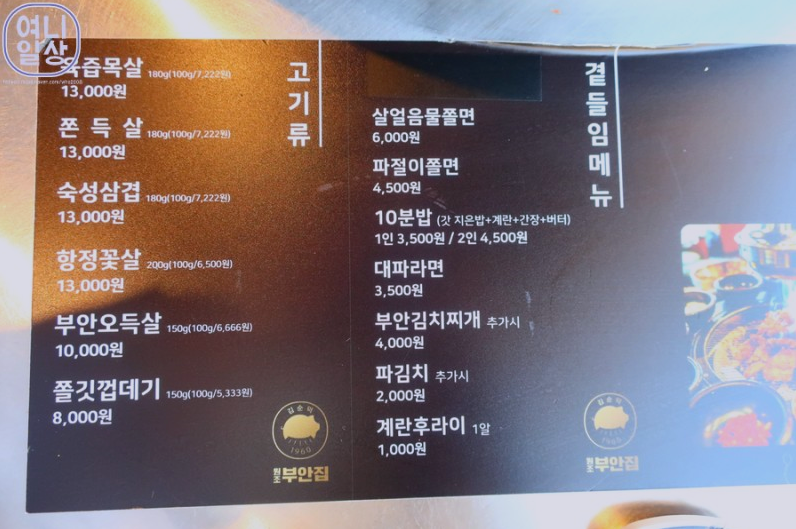 여니
일상
육즙목살 180g(100g/7,222원)
13,000원
쫀득살 180g(100g/7,222원)
13,000원
숙성삼겹 180g(100g/7,222원)
13,000원
항정꽃살 200g(100g/6,500원)
13,000원
부안오득살 150g(100g/6,666원)
10,000원
쫄깃껍데기 150g(100g/5,333원)
8,000원
고기류
김순이
1960
원조 부안집
곁들임메뉴
살얼음물쫄면
6,000원
파절이쫄면
4,500원
10분밥 (갓 지은밥+계란+간장+버터)
1인 3,500원 / 2인 4,500원
대파라면
3,500원
부안김치찌개 추가시
4,000원
파김치 추가시
2,000원
계란후라이 1알
1,000원
김순이
1960
원조 부안집